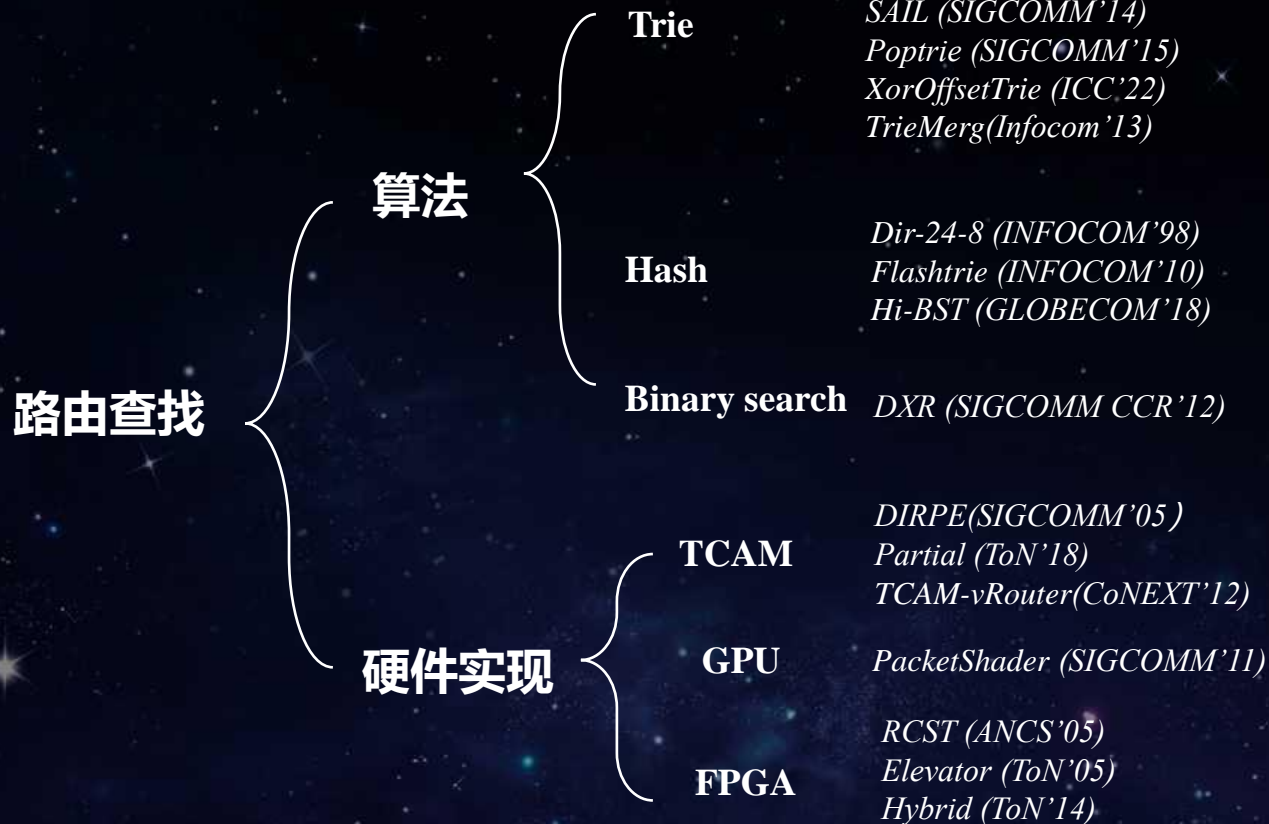 Trie
SAIL (SIGCOMM’14)
Poptrie (SIGCOMM’15)
XorOffsetTrie (ICC’22)
TrieMerg(Infocom’13)
算法
Hash
Dir-24-8 (INFOCOM’98)
Flashtrie (INFOCOM’10)
Hi-BST (GLOBECOM’18)
Binary search
DXR (SIGCOMM CCR’12)
路由查找
TCAM
DIRPE(SIGCOMM’05）
Partial (ToN’18)
TCAM-vRouter(CoNEXT’12)
硬件实现
GPU
PacketShader (SIGCOMM’11)
FPGA
RCST (ANCS’05)
Elevator (ToN’05)
Hybrid (ToN’14)